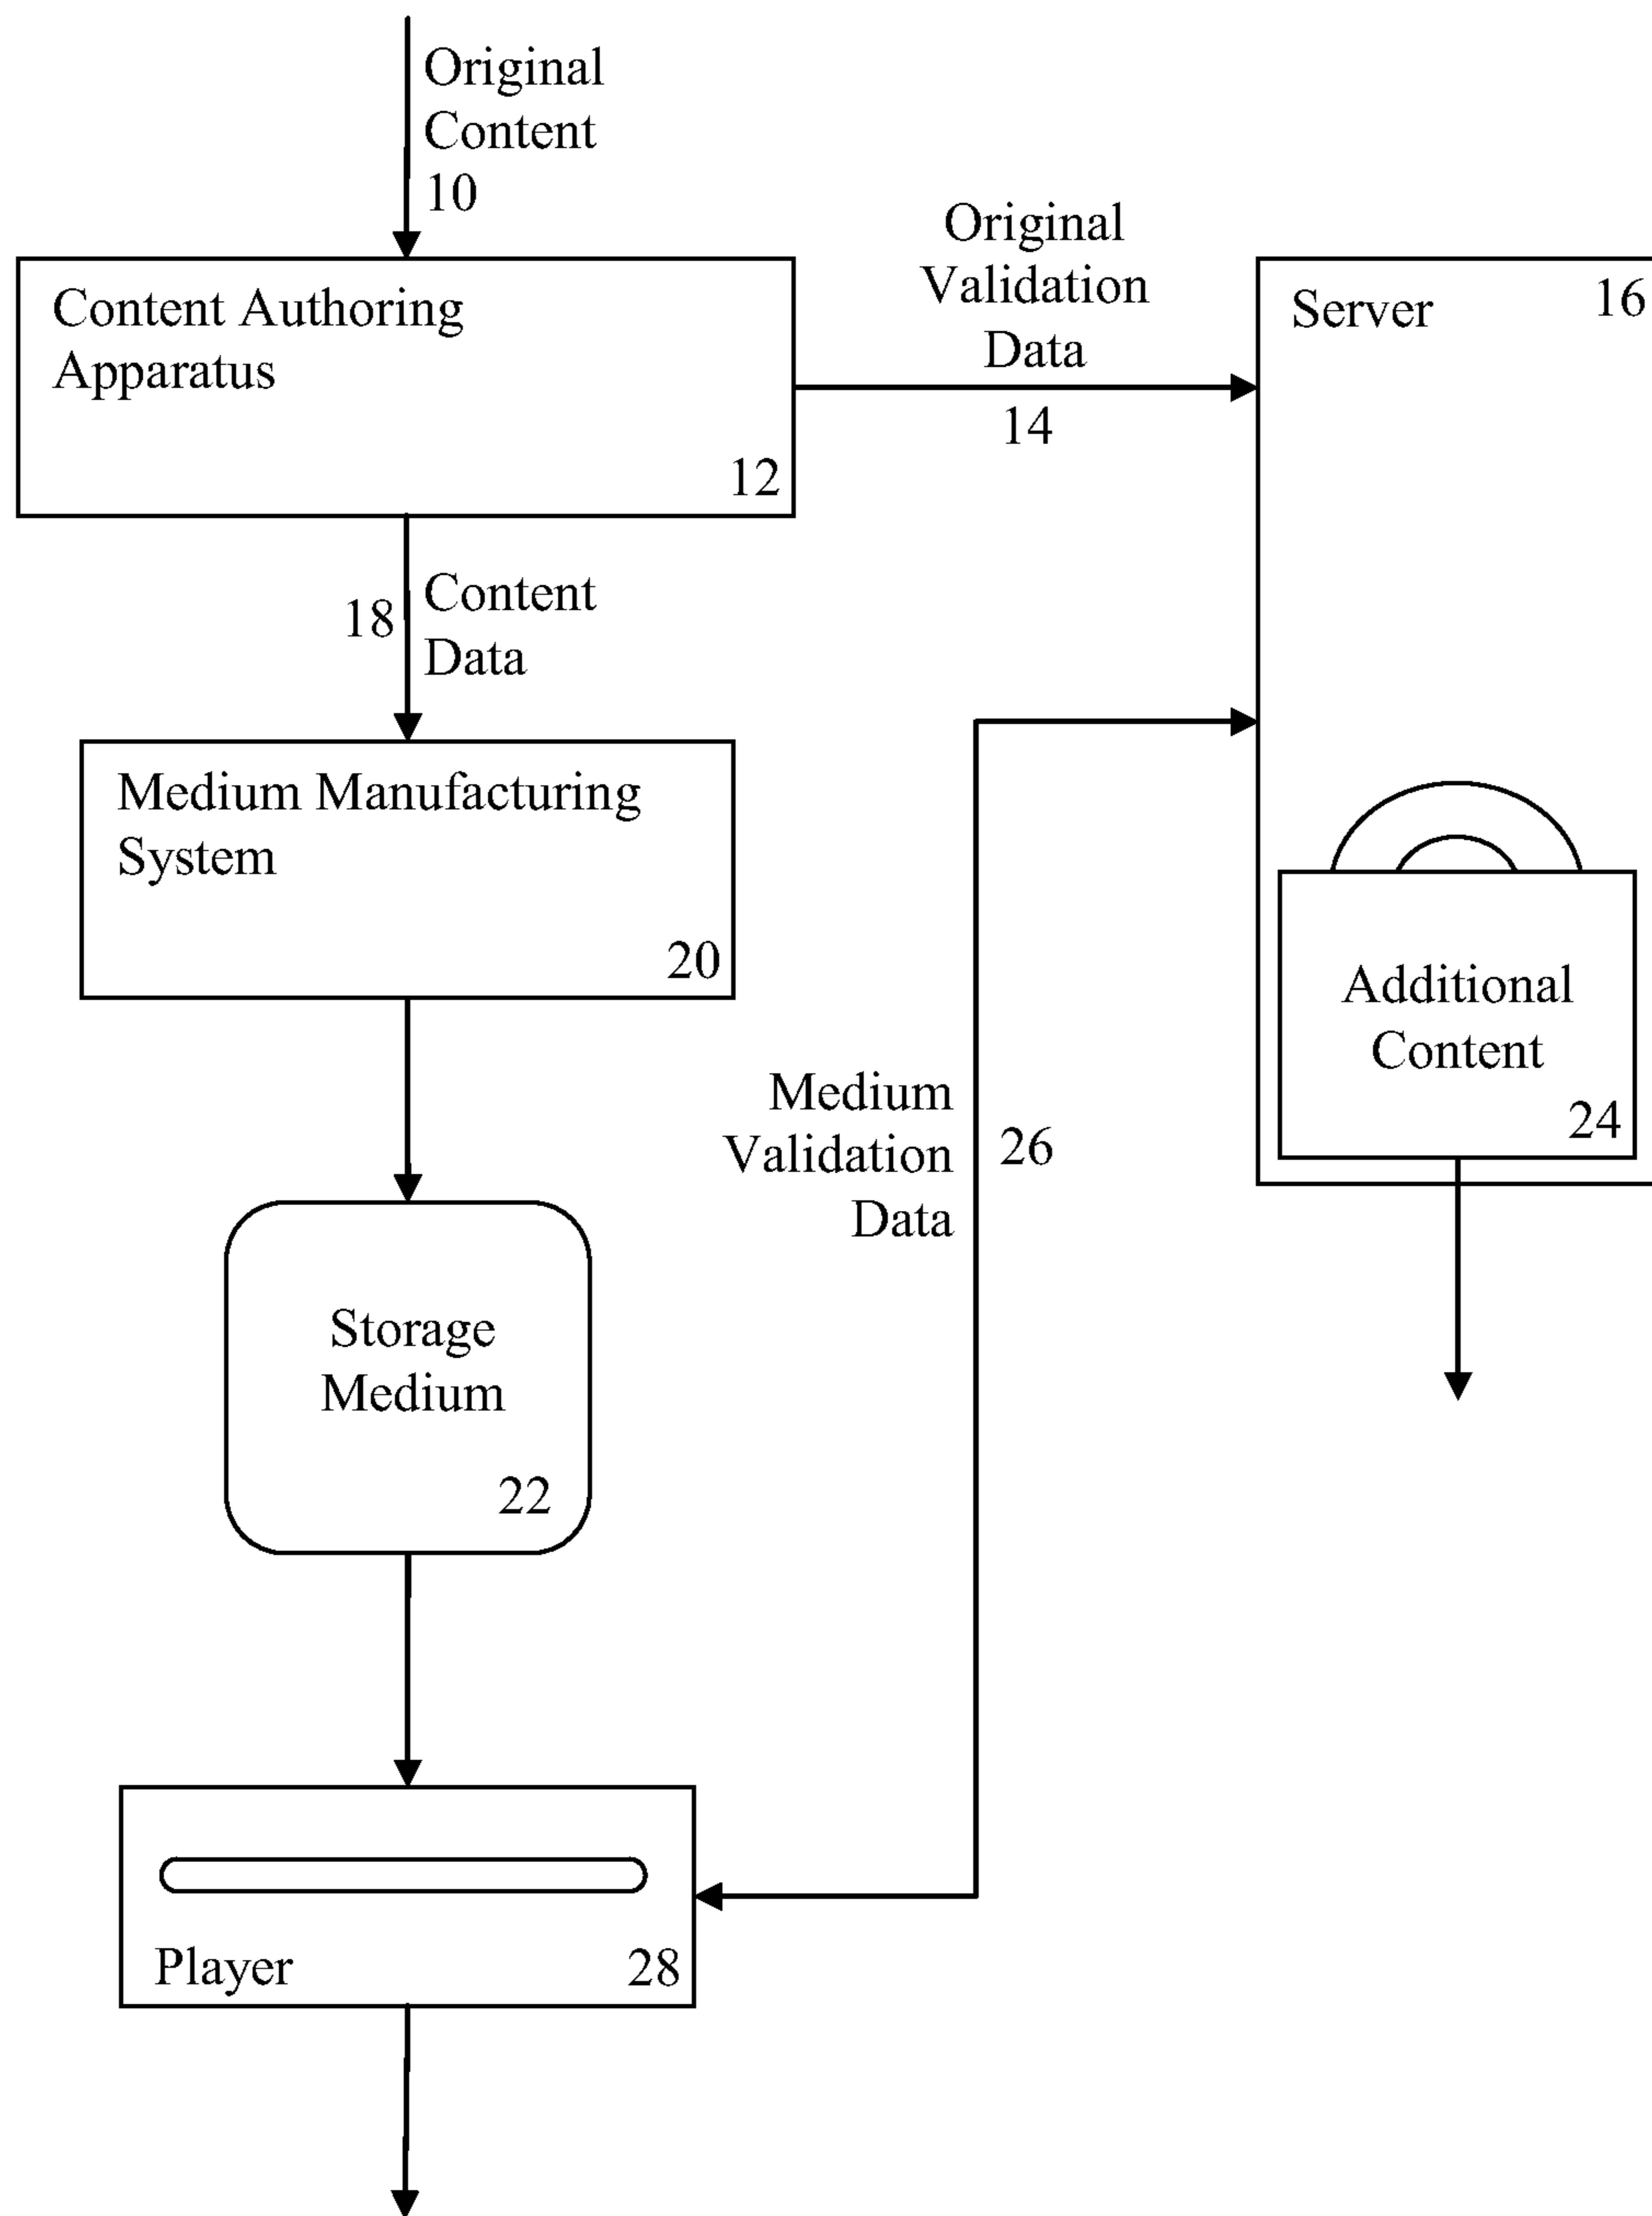 Original
Content
10
Original
Validation
Data
14
Content Authoring
Apparatus
12
Server
16
18
Content
Data
Medium Manufacturing
System
20
Additional
Content
24
Medium
Validation
Data
26
Storage
Medium
22
Player
28